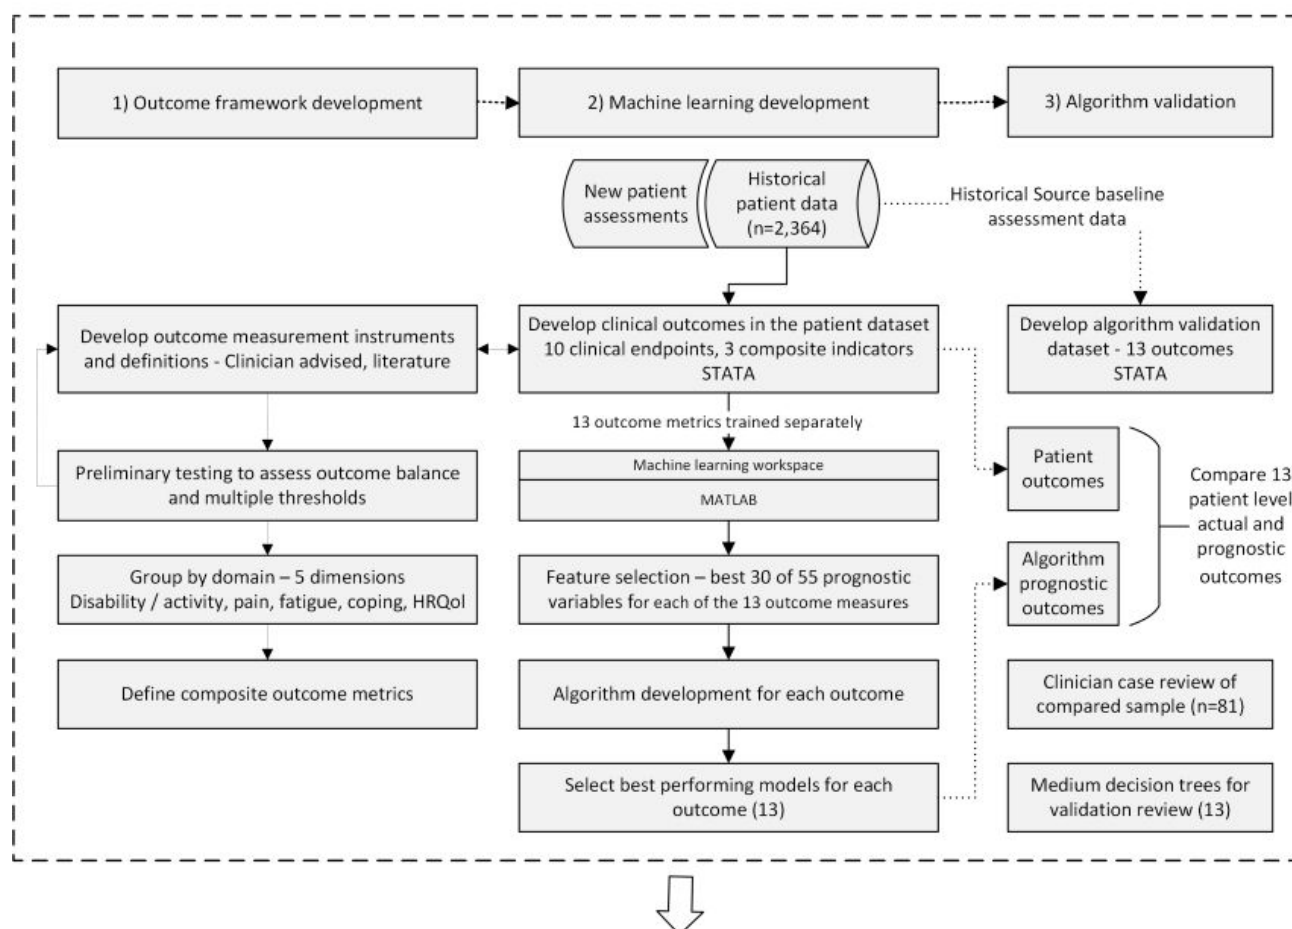 1) Outcome framework development
2) Machine learning development
3) Algorithm validation
New patient
assessments
Historical
patient data
(n=2,364)
Historical Source baseline
assessment data
Develop outcome measurement instruments
and definitions - Clinician advised, literature
Develop clinical outcomes in the patient dataset
10 clinical endpoints, 3 composite indicators
STATA
Develop algorithm validation
dataset - 13 outcomes
STATA
13 outcome metrics trained separately
Preliminary testing to assess outcome balance
and multiple thresholds
Machine learning workspace
MATLAB
Patient
outcomes
Compare 13
patient level
actual and
prognostic
outcomes
Group by domain – 5 dimensions
Disability / activity, pain, fatigue, coping, HRQol
Feature selection – best 30 of 55 prognostic
variables for each of the 13 outcome measures
Algorithm
prognostic
outcomes
Define composite outcome metrics
Algorithm development for each outcome
Clinician case review of
compared sample (n=81)
Select best performing models for each
outcome (13)
Medium decision trees for
validation review (13)